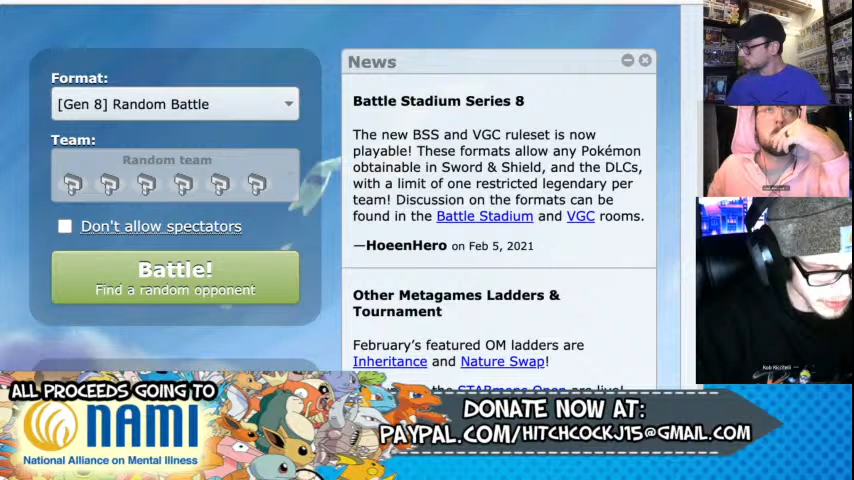 Format:
[Gen 8] Random Battle
Team:
Random team
Don't allow spectators
Battle!
Find a random opponent
News
Battle Stadium Series 8
The new BSS and VGC ruleset is now
playable! These formats allow any Pokémon
obtainable in Sword & Shield, and the DLCs,
with a limit of one restricted legendary per
team! Discussion on the formats can be
found in the Battle Stadium and VGC rooms.
—HoeenHero on Feb 5, 2021
Other Metagames Ladders &
Tournament
February's featured OM ladders are
Inheritance and Nature Swap!
ALL PROCEEDS GOING TO
NAMI
National Alliance on Mental Illness
DONATE NOW AT:
PAYPAL.COM/HITCHCOCKJ15@GMAIL.COM